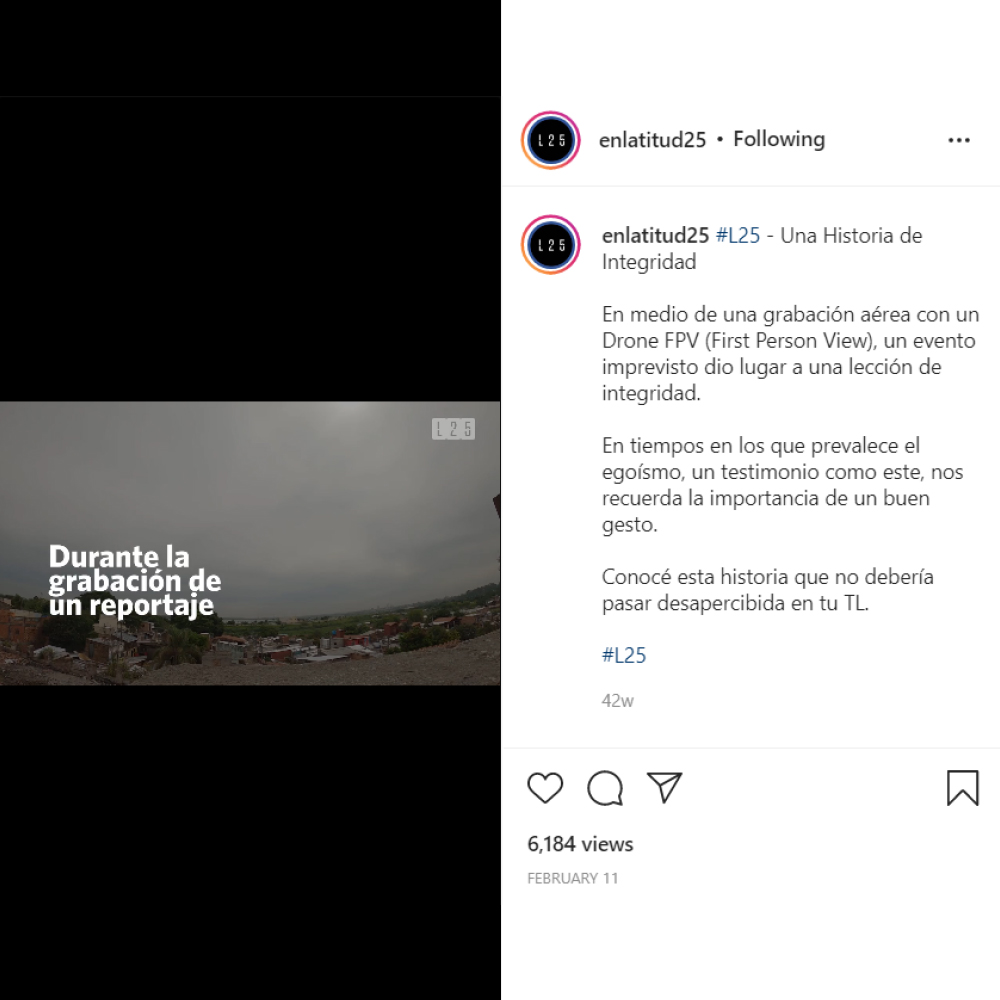 L25
Durante la
grabación de
un reportaje
L25
enlatitud25 • Following
L25
enlatitud25 #L25 - Una Historia de
Integridad
En medio de una grabación aérea con un
Drone FPV (First Person View), un evento
imprevisto dio lugar a una lección de
integridad.
En tiempos en los que prevalece el
egoísmo, un testimonio como este, nos
recuerda la importancia de un buen
gesto.
Conocé esta historia que no debería
pasar desapercibida en tu TL.
#L25
42w
6,184 views
FEBRUARY 11